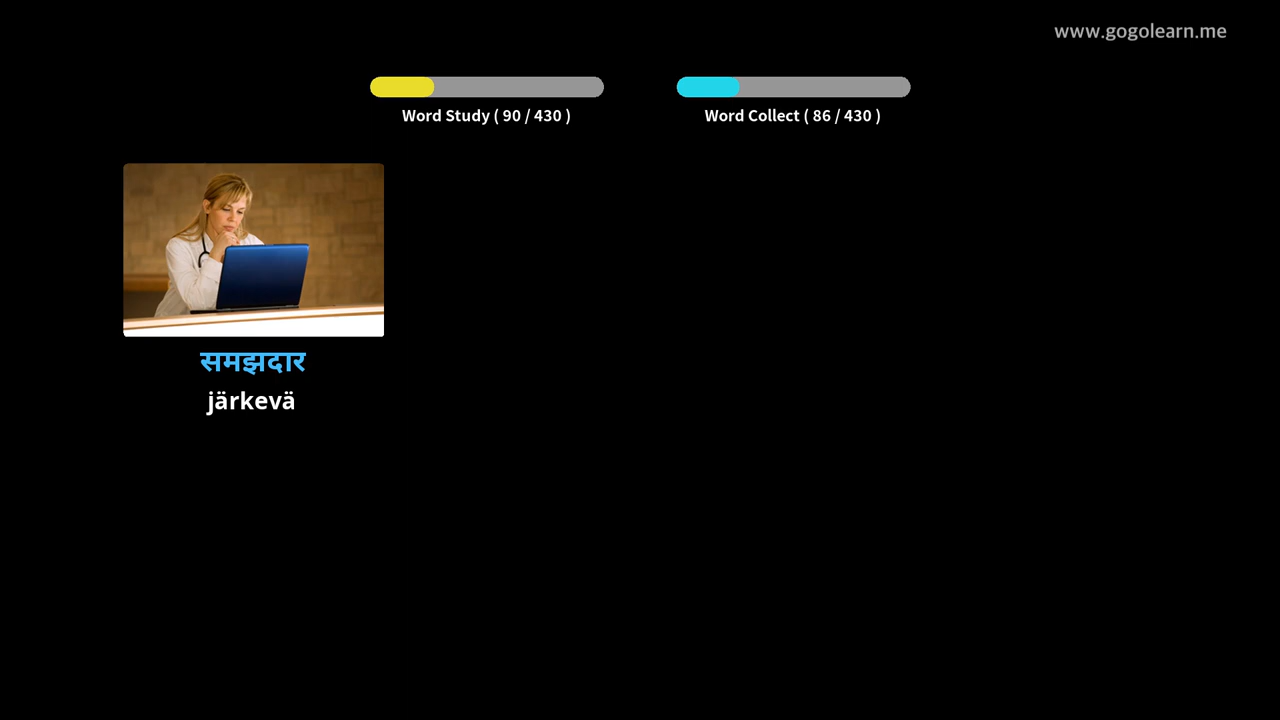 www.gogolearn.me
Word Study ( 90 / 430 )
Word Collect ( 86 / 430 )
समझदार
järkevä